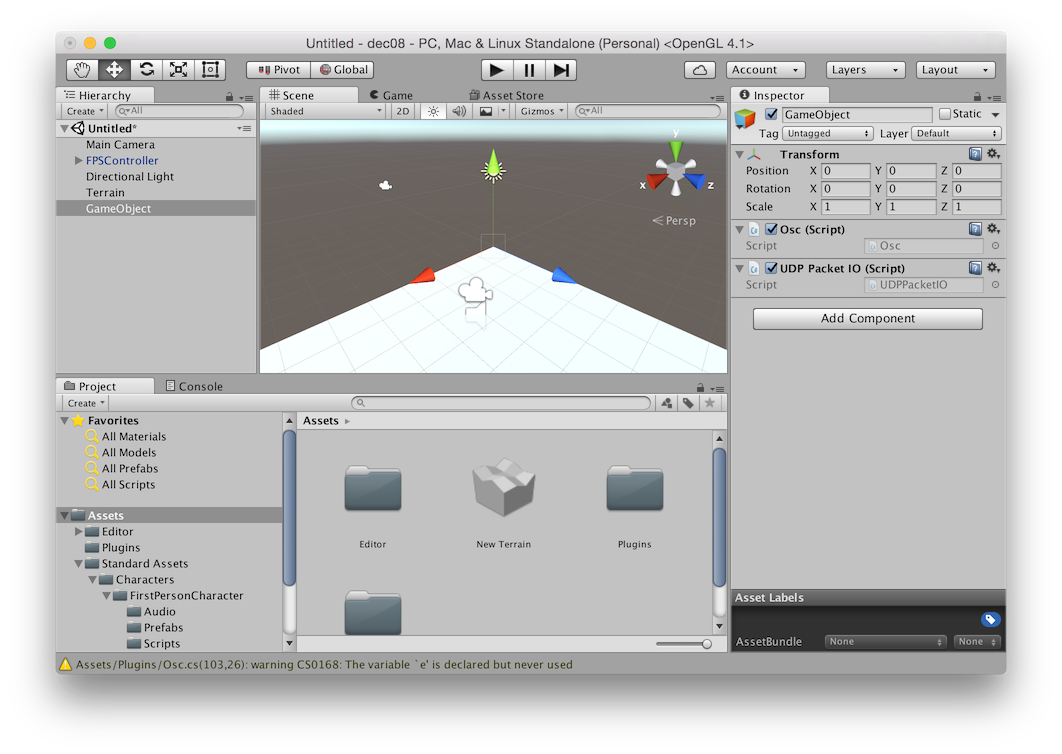 Untitled - dec08 - PC, Mac & Linux Standalone (Personal) <OpenGL 4.1>
Pivot Global Account Layers Layout
Hierarchy
Create All
Untitled*
Main Camera
FPSController
Directional Light
Terrain
GameObject
Scene Game Asset Store
Shaded 2D Gizmos All
y
x z
Persp
Inspector
GameObject Static
Tag Untagged Layer Default
Transform
Position X 0 Y 0 Z 0
Rotation X 0 Y 0 Z 0
Scale X 1 Y 1 Z 1
Osc (Script)
Script Osc
UDP Packet IO (Script)
Script UDPPacketIO
Add Component
Project Console
Create
Favorites
All Materials
All Models
All Prefabs
All Scripts
Assets
Editor
Plugins
Standard Assets
Characters
FirstPersonCharacter
Audio
Prefabs
Scripts
Assets
Editor New Terrain Plugins
Asset Labels
AssetBundle None None
Assets/Plugins/Osc.cs(103,26): warning CS0168: The variable `e' is declared but never used